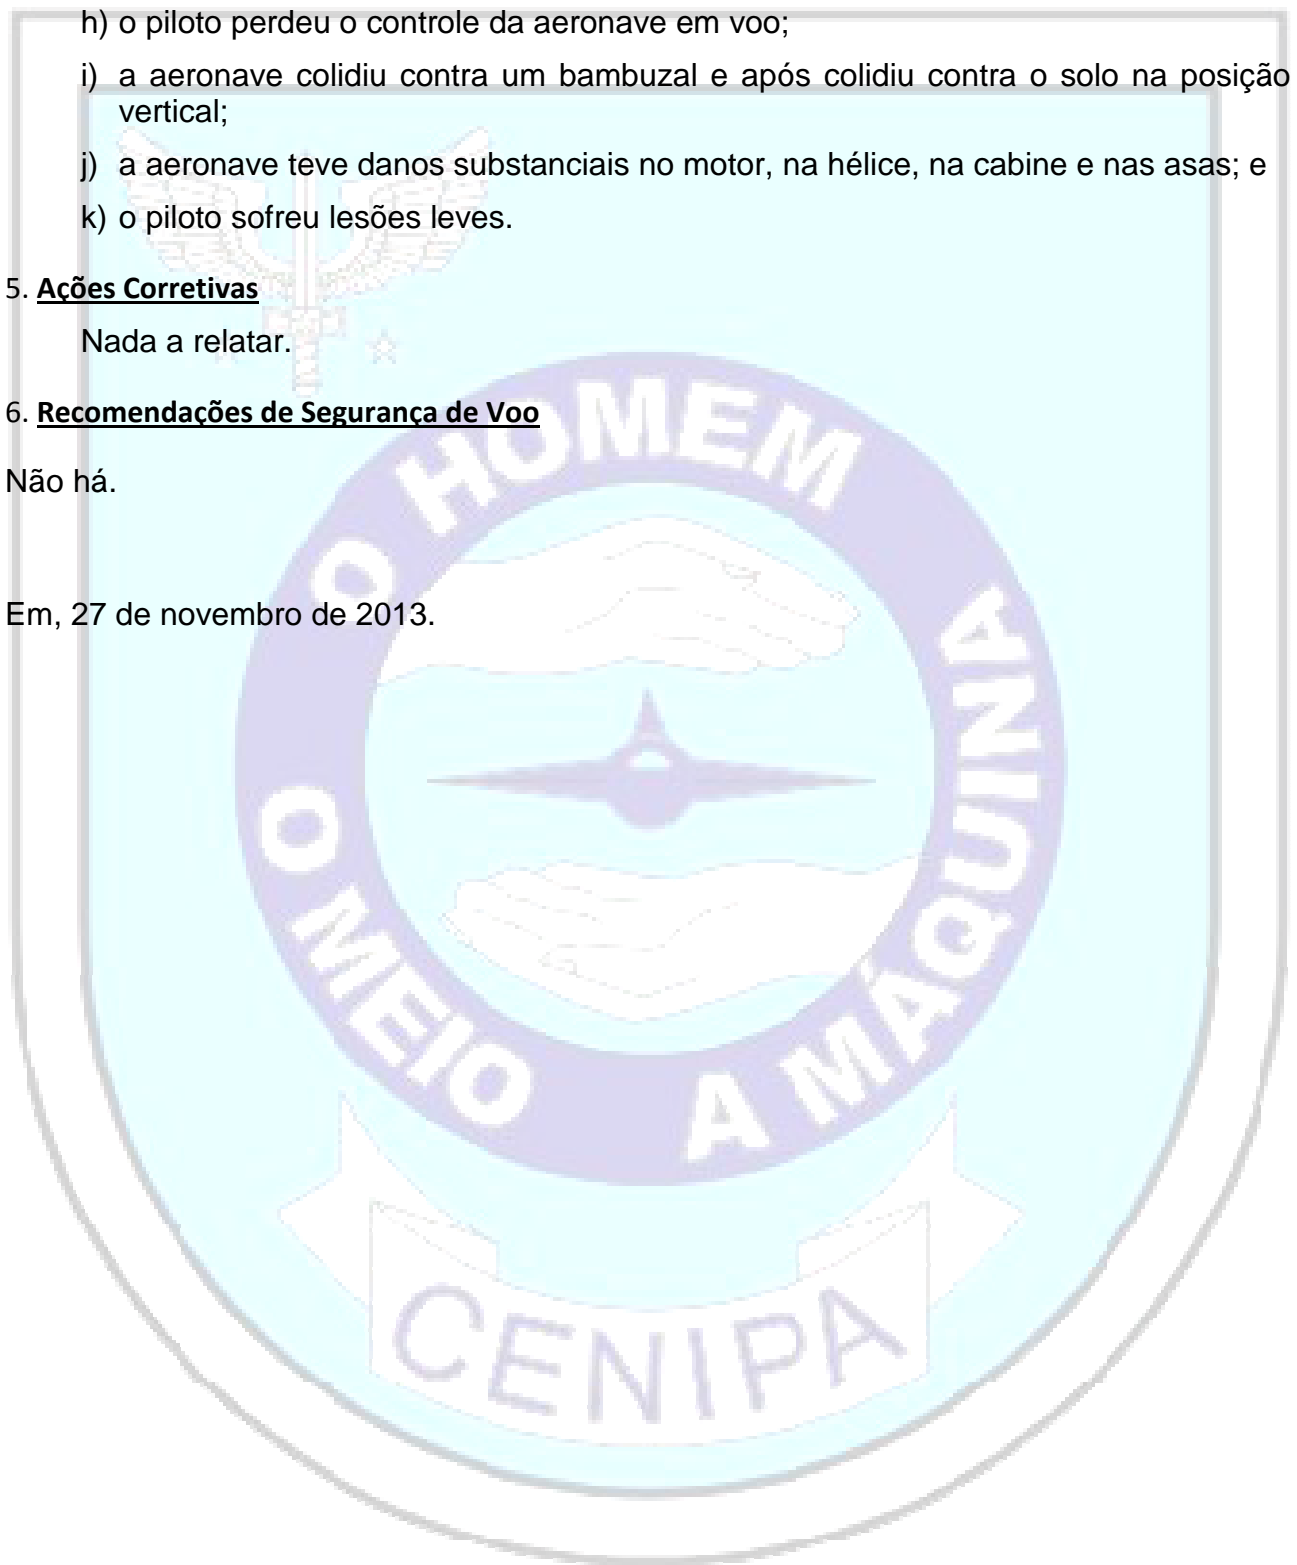 h) o piloto perdeu o controle da aeronave em voo;
i) a aeronave colidiu contra um bambuzal e após colidiu contra o solo na posição
vertical;
j) a aeronave teve danos substanciais no motor, na hélice, na cabine e nas asas; e
k) o piloto sofreu lesões leves.
5. Ações Corretivas
Nada a relatar.
6. Recomendações de Segurança de Voo
Não há.
Em, 27 de novembro de 2013.
O HOMEM
O MEIO
A MÁQUINA
CENIPA